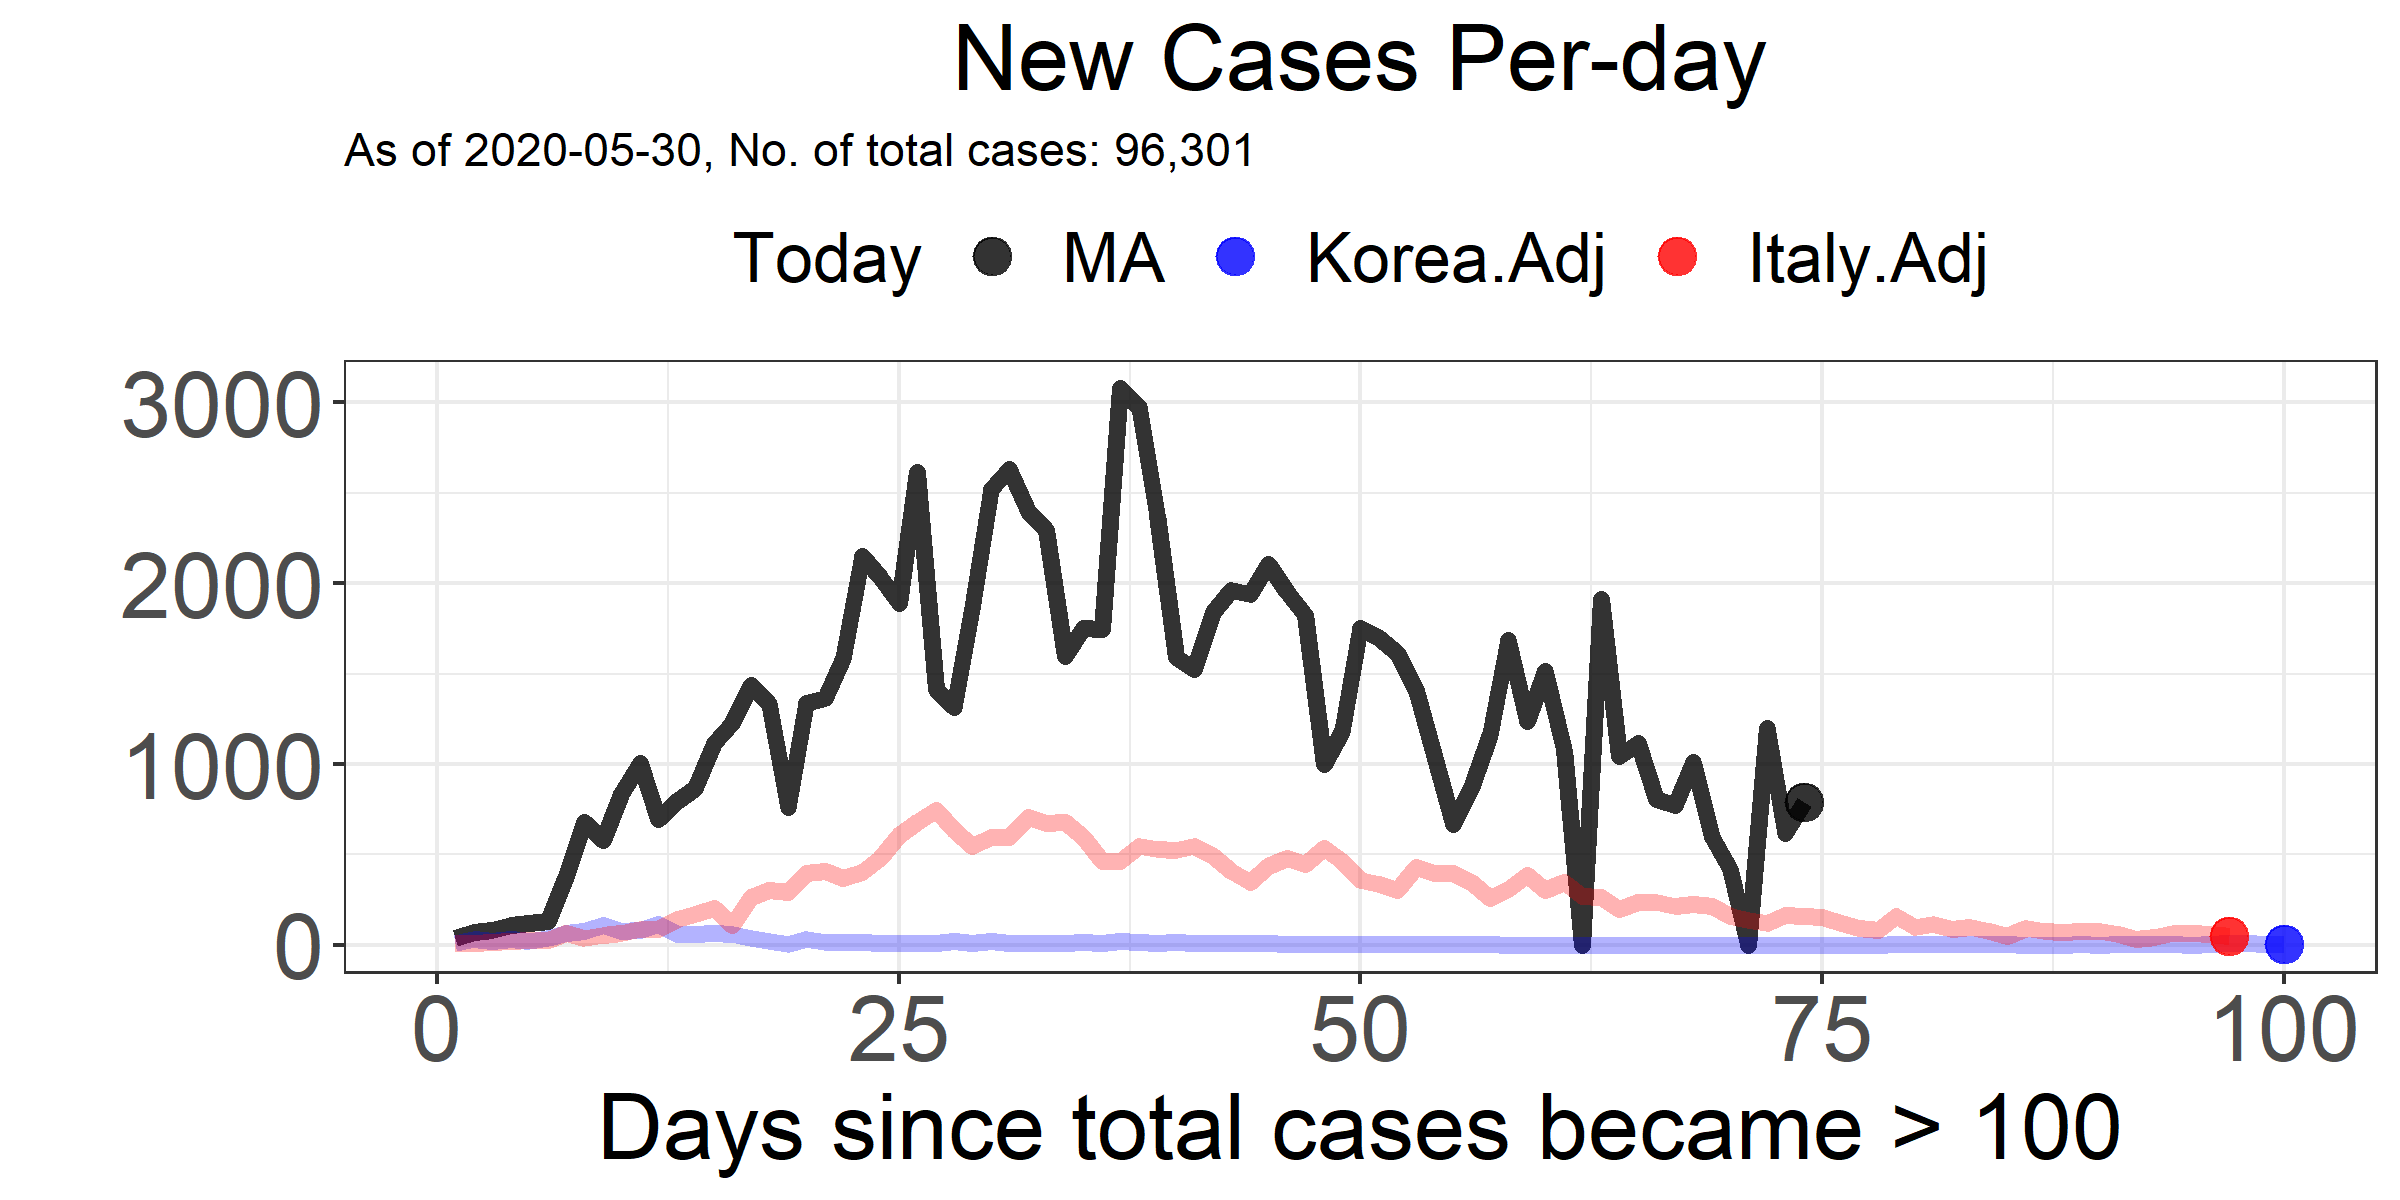 New Cases Per-day
As of 2020-05-30, No. of total cases: 96,301
Today MA Korea.Adj Italy.Adj
3000
2000
1000
0
0 25 50 75 100
Days since total cases became > 100